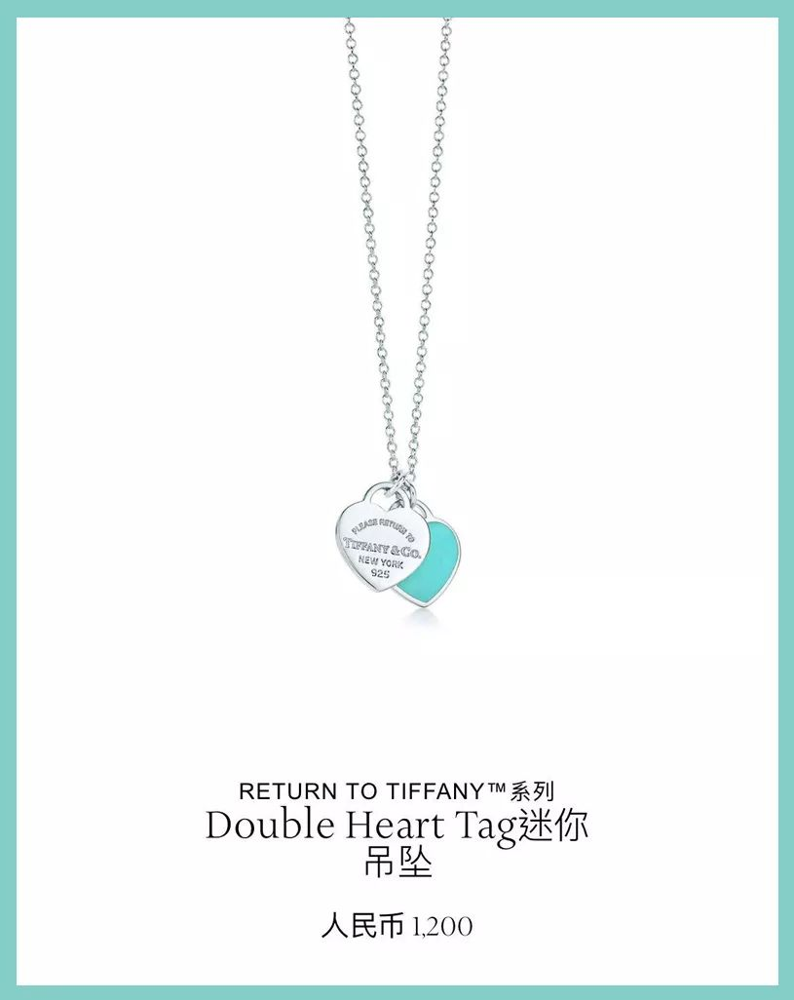 PLEASE RETURN TO
TIFFANY & CO.
NEW YORK
925
RETURN TO TIFFANY™系列
Double Heart Tag迷你
吊坠
人民币 1,200